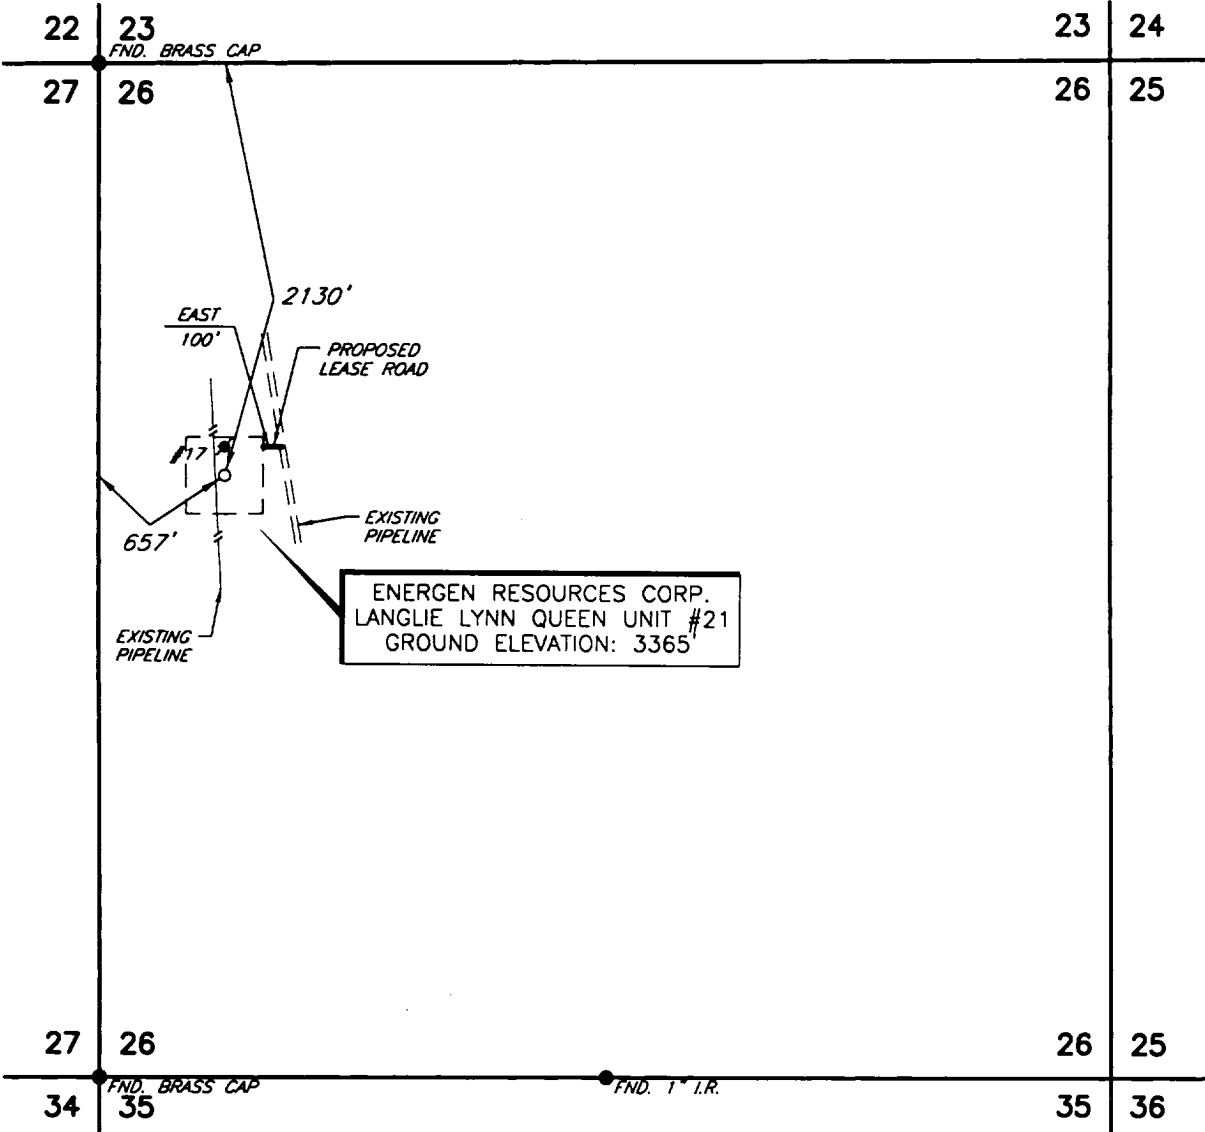 22 23
23 24
FND. BRASS CAP
27 26
26 25
2130'
EAST
100'
PROPOSED
LEASE ROAD
#17
EXISTING
PIPELINE
657'
ENERGEN RESOURCES CORP.
LANGLIE LYNN QUEEN UNIT #21
GROUND ELEVATION: 3365'
EXISTING
PIPELINE
27 26
26 25
FND. BRASS CAP
FND. 1" I.R.
34 35
35 36